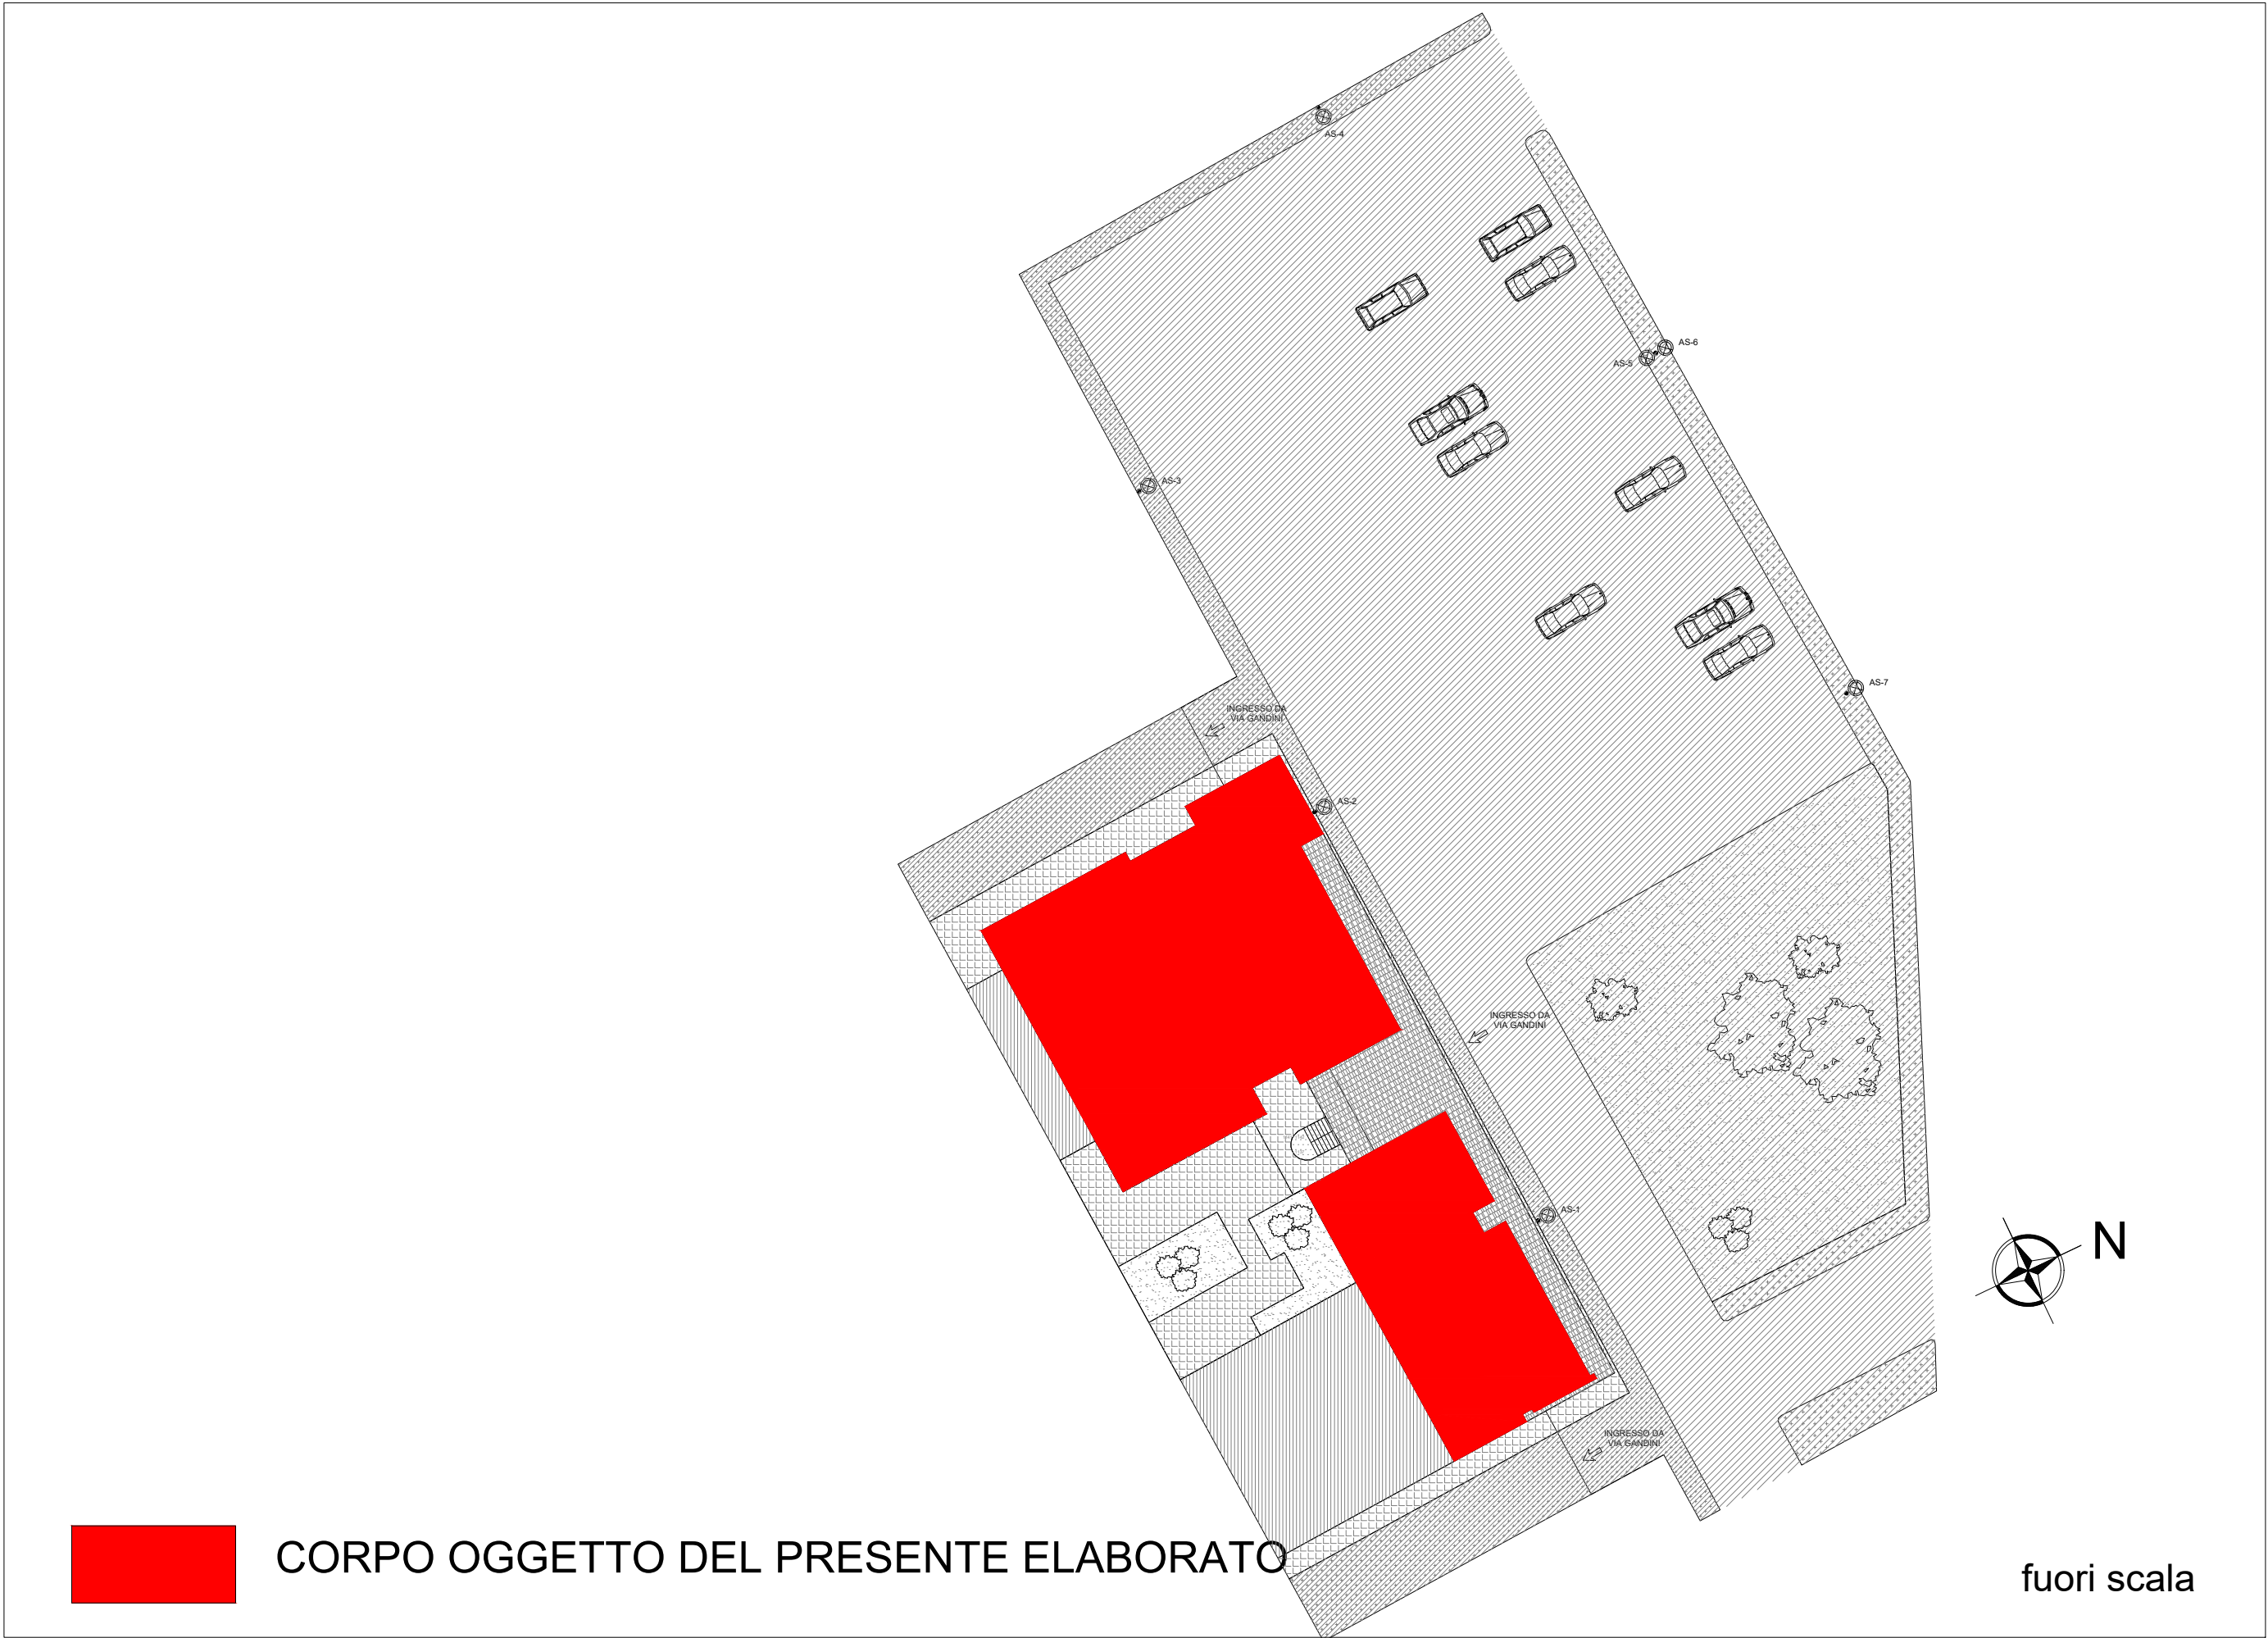 AS-4
AS-6
AS-5
AS-3
AS-7
INGRESSO DA
VIA GANDINI
AS-2
INGRESSO DA
VIA GANDINI
AS-1
N
INGRESSO DA
VIA GANDINI
CORPO OGGETTO DEL PRESENTE ELABORATO
fuori scala